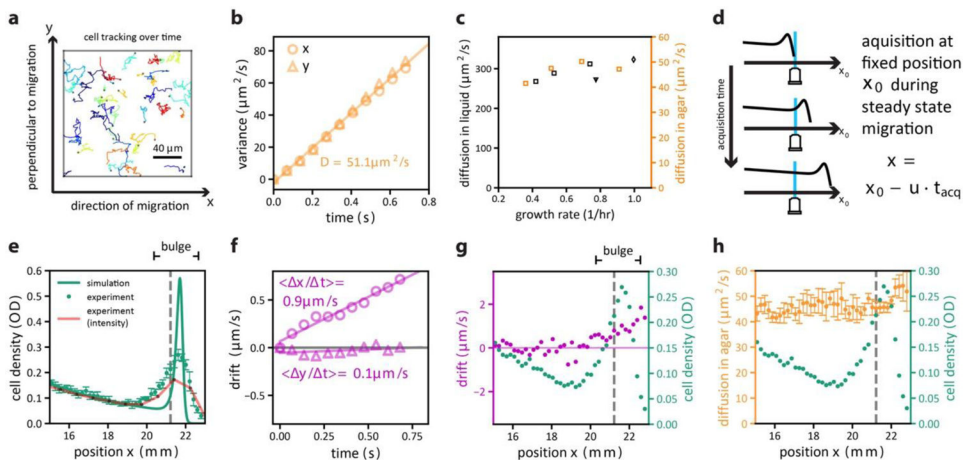 a
cell tracking over time
y
perpendicular to migration
40 μm
x
direction of migration
b
variance (μm²/s)
80
60
40
20
0
x
y
D = 51.1μm²/s
0.0 0.2 0.4 0.6 0.8
time (s)
c
diffusion in liquid (μm²/s)
400
300
200
100
0
60
50
40
30
20
10
0
diffusion in agar (μm²/s)
0.2 0.4 0.6 0.8 1.0
growth rate (1/hr)
d
acquisition time
x₀
x₀
x₀
aquisition at
fixed position
x₀ during
steady state
migration
x =
x₀ − u · t_acq
e
bulge
cell density (OD)
0.6
0.5
0.4
0.3
0.2
0.1
0.0
simulation
experiment
experiment
(intensity)
16 18 20 22
position x (mm)
f
drift (μm/s)
0.5
0.0
−0.5
<Δx/Δt>=
0.9μm/s
<Δy/Δt>= 0.1μm/s
0.00 0.25 0.50 0.75
time (s)
g
bulge
drift (μm/s)
2
0
−2
0.30
0.25
0.20
0.15
0.10
0.05
0.00
cell density (OD)
16 18 20 22
position x (mm)
h
diffusion in agar (μm²/s)
60
50
40
30
20
10
0
0.30
0.25
0.20
0.15
0.10
0.05
0.00
cell density (OD)
16 18 20 22
position x (mm)